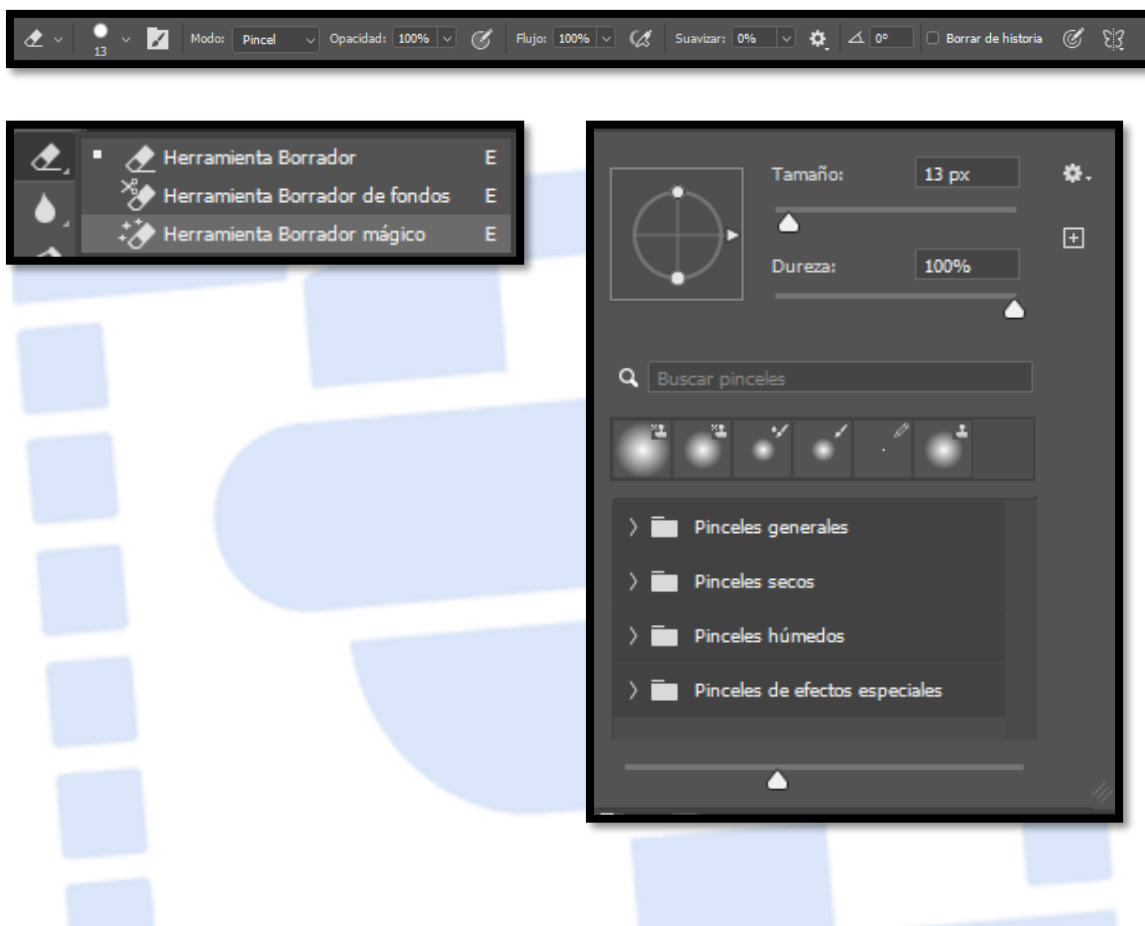 13 Modo: Pincel Opacidad: 100% Flujo: 100% Suavizar: 0% 0° Borrar de historia
Herramienta Borrador E
Herramienta Borrador de fondos E
Herramienta Borrador mágico E
Tamaño: 13 px
Dureza: 100%
Buscar pinceles
Pinceles generales
Pinceles secos
Pinceles húmedos
Pinceles de efectos especiales